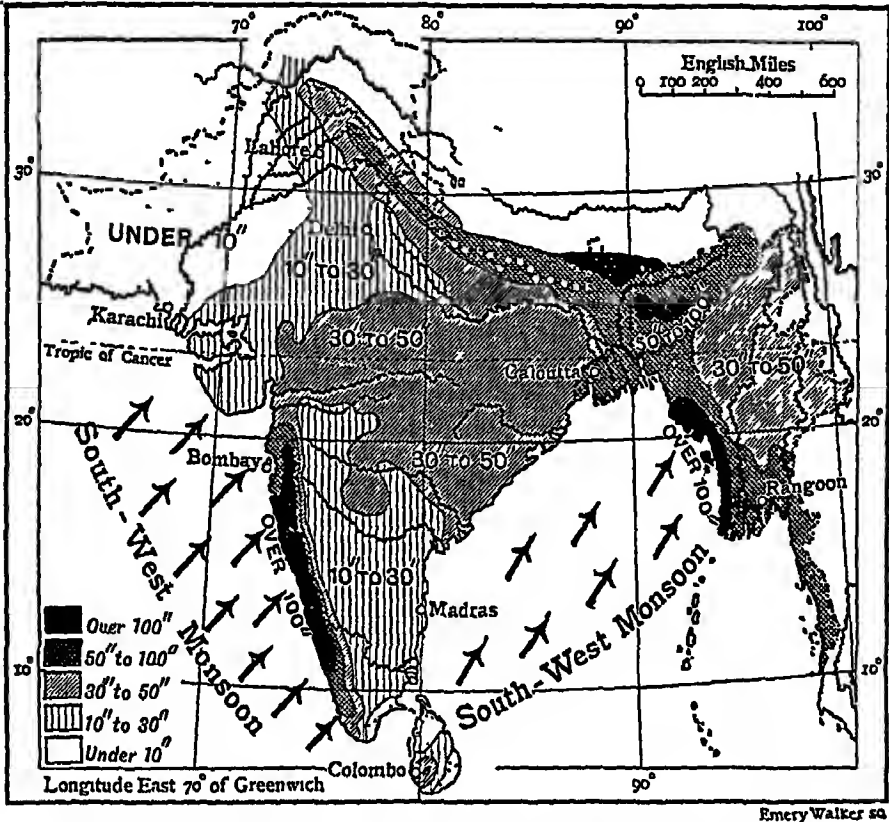 70° 80° 90° 100°
English Miles
0 100 200 400 600
Lahore
30° 30°
UNDER 10"
Delhi
10" TO 30"
Karachi
30" TO 50"
50" TO 100"
Tropic of Cancer
Calcutta
30" TO 50"
20° 20°
Bombay
30" TO 50"
OVER 100"
Rangoon
OVER 100"
South-West Monsoon
10" TO 30"
Madras
South-West Monsoon
Over 100"
50" to 100"
30" to 50"
10" to 30"
Under 10"
10° 10°
Colombo
Longitude East 70° of Greenwich
90°
Emery Walker sc.